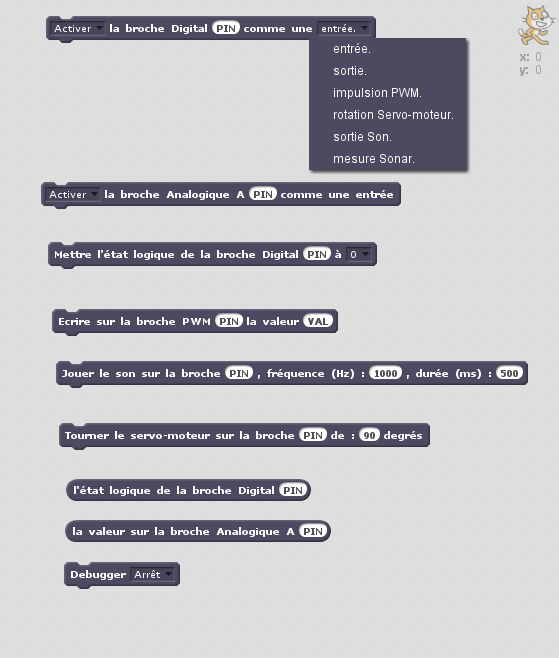 Activer la broche Digital PIN comme une entrée.
entrée.
sortie.
impulsion PWM.
rotation Servo-moteur.
sortie Son.
mesure Sonar.
x: 0
y: 0
Activer la broche Analogique A PIN comme une entrée
Mettre l'état logique de la broche Digital PIN à 0
Ecrire sur la broche PWM PIN la valeur VAL
Jouer le son sur la broche PIN , fréquence (Hz) : 1000 , durée (ms) : 500
Tourner le servo-moteur sur la broche PIN de : 90 degrés
l'état logique de la broche Digital PIN
la valeur sur la broche Analogique A PIN
Debugger Arrêt